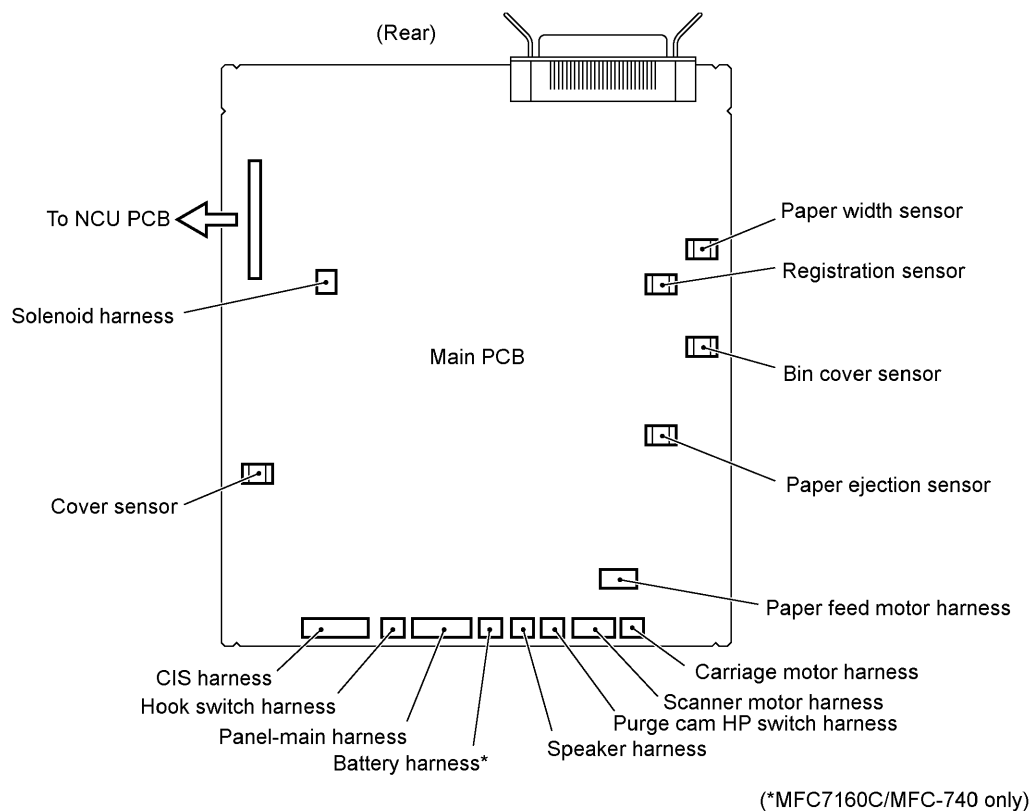 (Rear)
To NCU PCB
Paper width sensor
Registration sensor
Solenoid harness
Main PCB
Bin cover sensor
Paper ejection sensor
Cover sensor
Paper feed motor harness
Carriage motor harness
CIS harness
Scanner motor harness
Hook switch harness
Purge cam HP switch harness
Panel-main harness
Speaker harness
Battery harness*
(*MFC7160C/MFC-740 only)